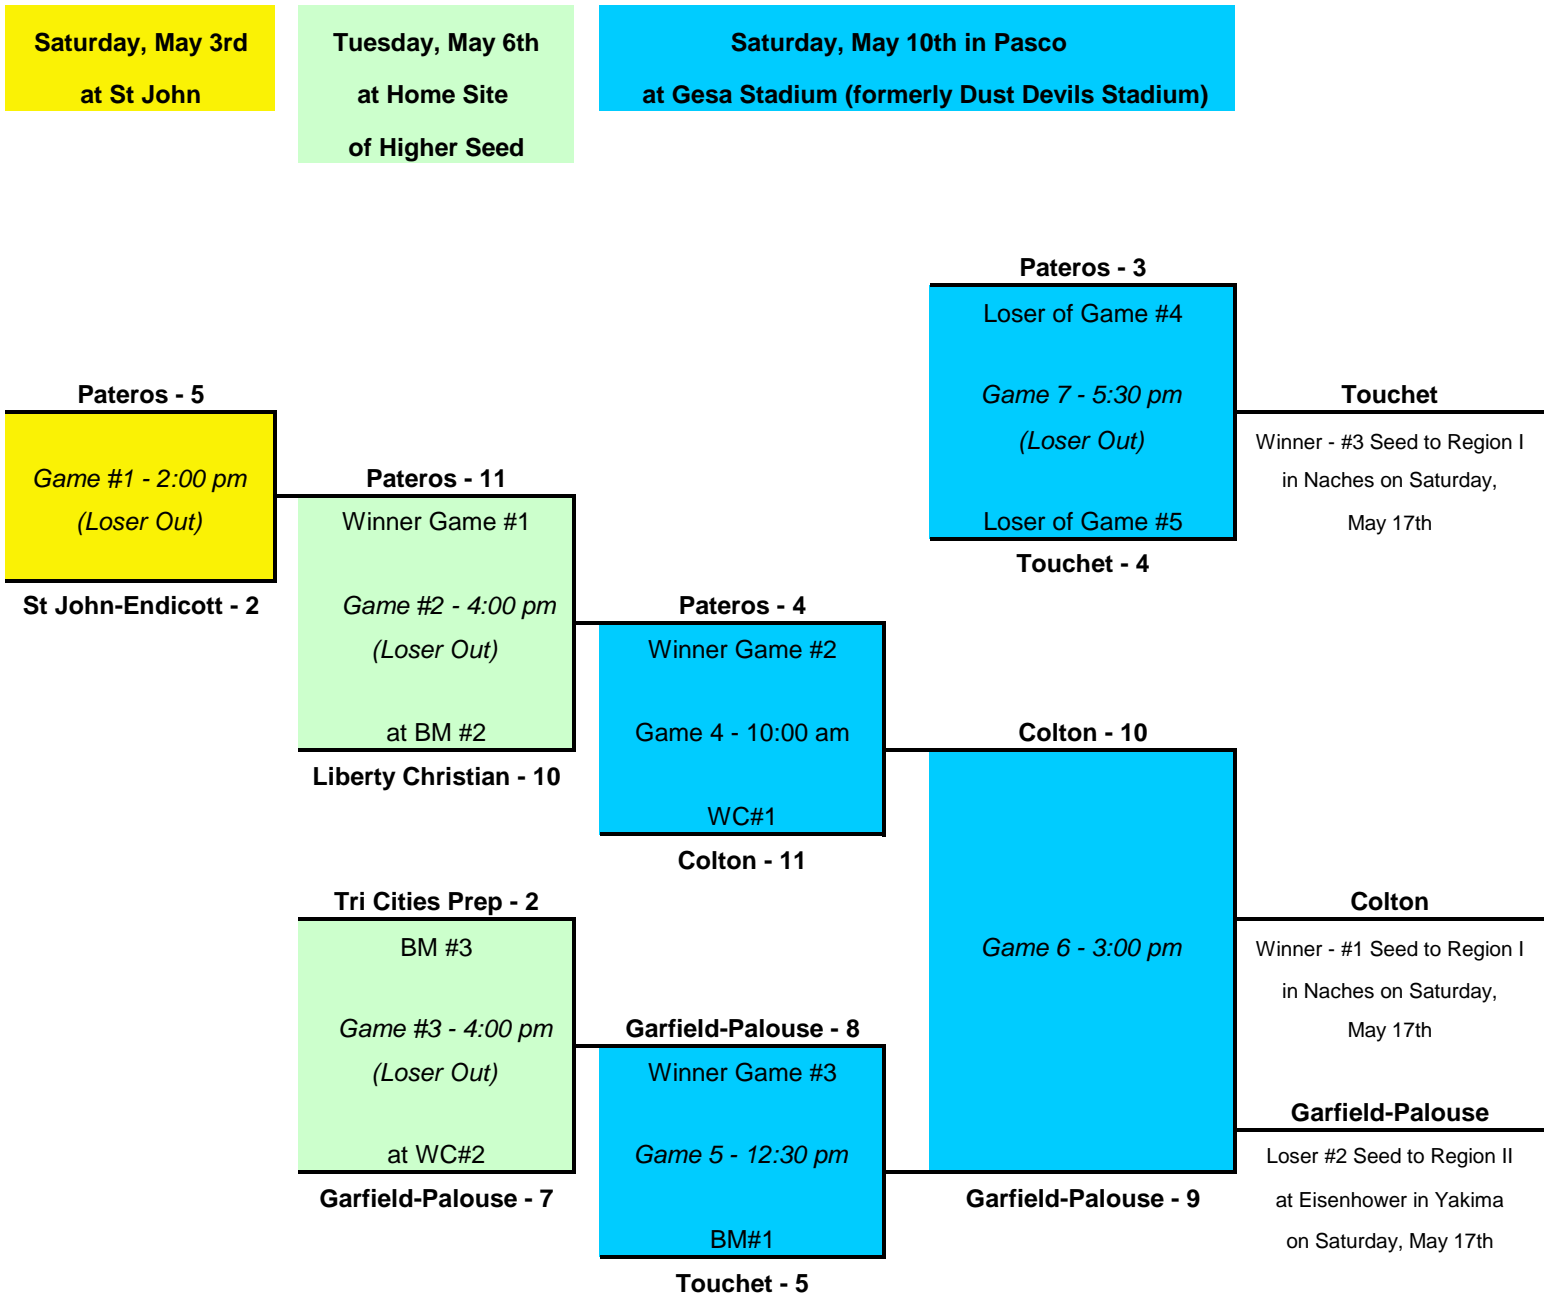 Saturday, May 3rd
at St John
Tuesday, May 6th
at Home Site
of Higher Seed
Saturday, May 10th in Pasco
at Gesa Stadium (formerly Dust Devils Stadium)
Pateros - 3
Loser of Game #4
Game 7 - 5:30 pm
(Loser Out)
Loser of Game #5
Touchet - 4
Touchet
Winner - #3 Seed to Region I
in Naches on Saturday,
May 17th
Pateros - 5
Game #1 - 2:00 pm
(Loser Out)
St John-Endicott - 2
Pateros - 11
Winner Game #1
Game #2 - 4:00 pm
(Loser Out)
at BM #2
Liberty Christian - 10
Pateros - 4
Winner Game #2
Game 4 - 10:00 am
WC#1
Colton - 11
Colton - 10
Game 6 - 3:00 pm
Garfield-Palouse - 9
Colton
Winner - #1 Seed to Region I
in Naches on Saturday,
May 17th
Tri Cities Prep - 2
BM #3
Game #3 - 4:00 pm
(Loser Out)
at WC#2
Garfield-Palouse - 7
Garfield-Palouse - 8
Winner Game #3
Game 5 - 12:30 pm
BM#1
Touchet - 5
Garfield-Palouse
Loser #2 Seed to Region II
at Eisenhower in Yakima
on Saturday, May 17th